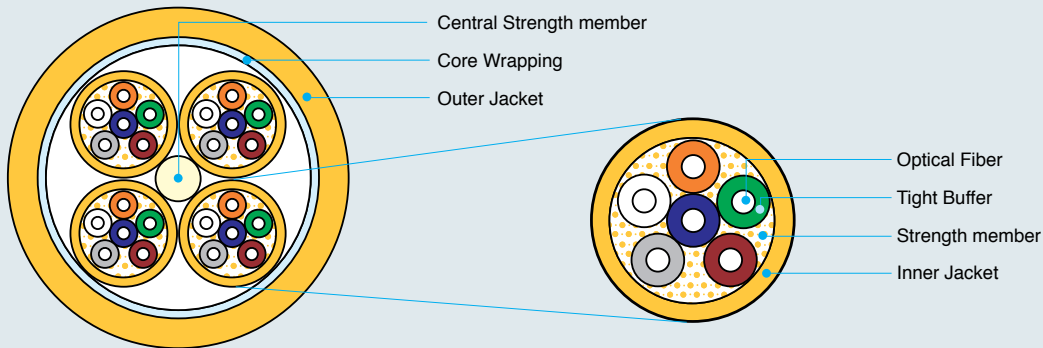 Central Strength member
Core Wrapping
Outer Jacket
Optical Fiber
Tight Buffer
Strength member
Inner Jacket